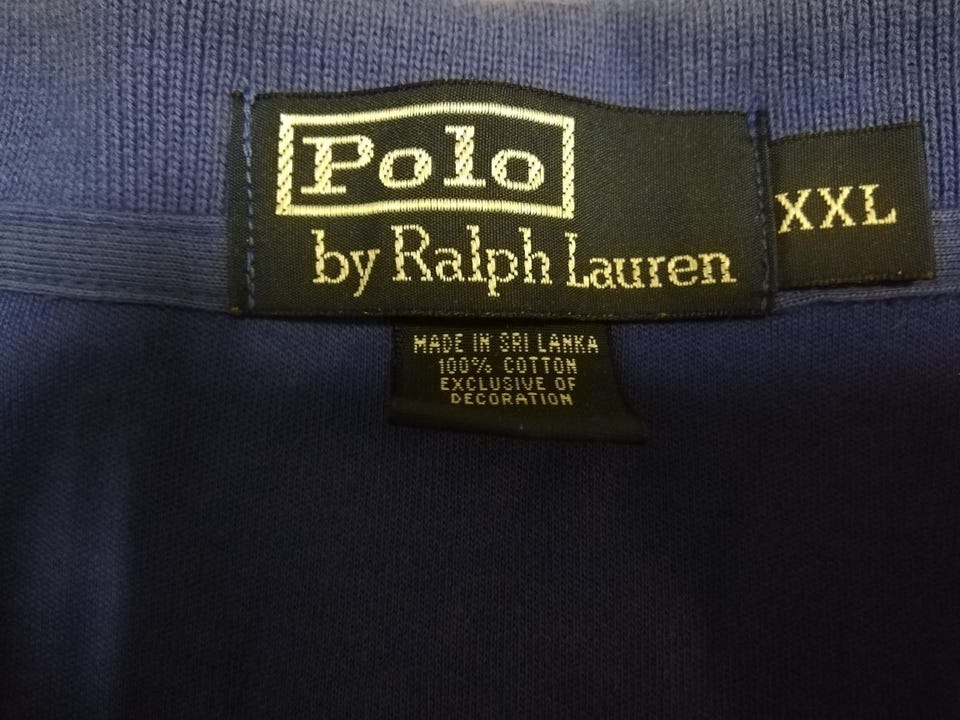 Polo
by Ralph Lauren
XXL
MADE IN SRI LANKA
100% COTTON
EXCLUSIVE OF
DECORATION